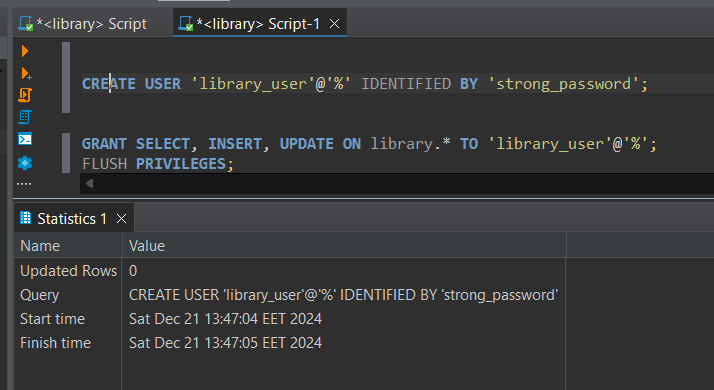 *<library> Script
*<library> Script-1
CREATE USER 'library_user'@'%' IDENTIFIED BY 'strong_password';
GRANT SELECT, INSERT, UPDATE ON library.* TO 'library_user'@'%';
FLUSH PRIVILEGES;
Statistics 1
Name Value
Updated Rows 0
Query CREATE USER 'library_user'@'%' IDENTIFIED BY 'strong_password'
Start time Sat Dec 21 13:47:04 EET 2024
Finish time Sat Dec 21 13:47:05 EET 2024